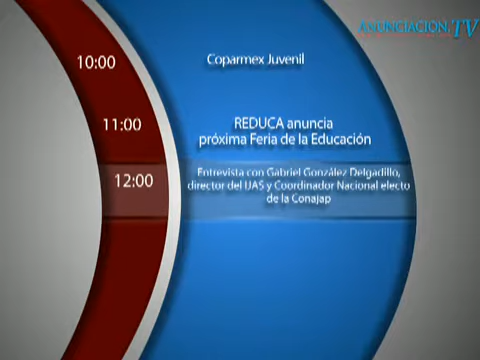 ANUNCIACION.TV
10:00 Coparmex Juvenil
11:00 REDUCA anuncia
próxima Feria de la Educación
12:00 Entrevista con Gabriel González Delgadillo,
director del UAS y Coordinador Nacional electo
de la Conajap